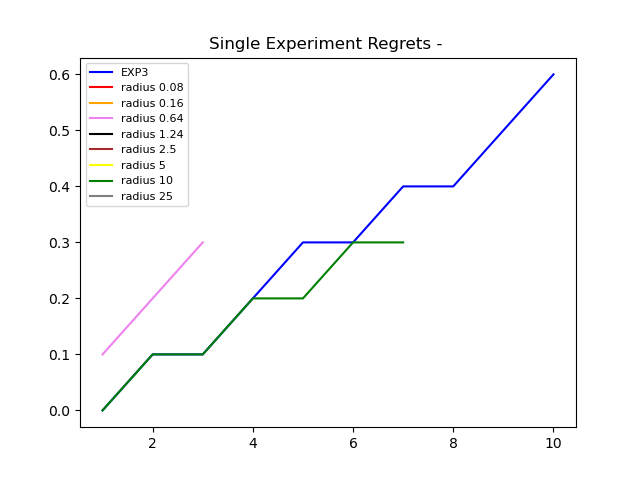 Single Experiment Regrets -
EXP3
radius 0.08
radius 0.16
radius 0.64
radius 1.24
radius 2.5
radius 5
radius 10
radius 25
0.6
0.5
0.4
0.3
0.2
0.1
0.0
2 4 6 8 10